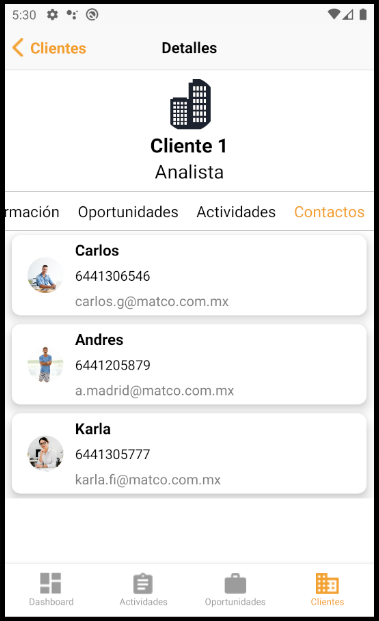 5:30
Clientes
Detalles
Cliente 1
Analista
rmación Oportunidades Actividades Contactos
Carlos
6441306546
carlos.g@matco.com.mx
Andres
6441205879
a.madrid@matco.com.mx
Karla
6441305777
karla.fi@matco.com.mx
Dashboard Actividades Oportunidades Clientes